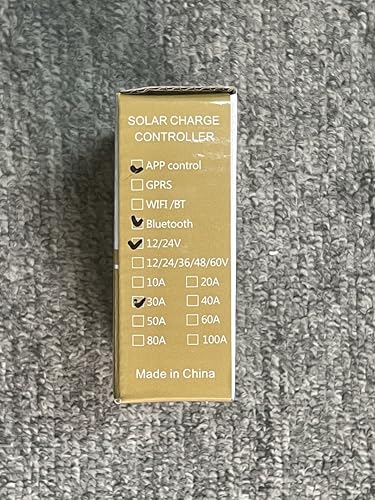 SOLAR CHARGE
CONTROLLER
APP control
GPRS
WIFI /BT
Bluetooth
12/24V
12/24/36/48/60V
10A 20A
30A 40A
50A 60A
80A 100A
Made in China